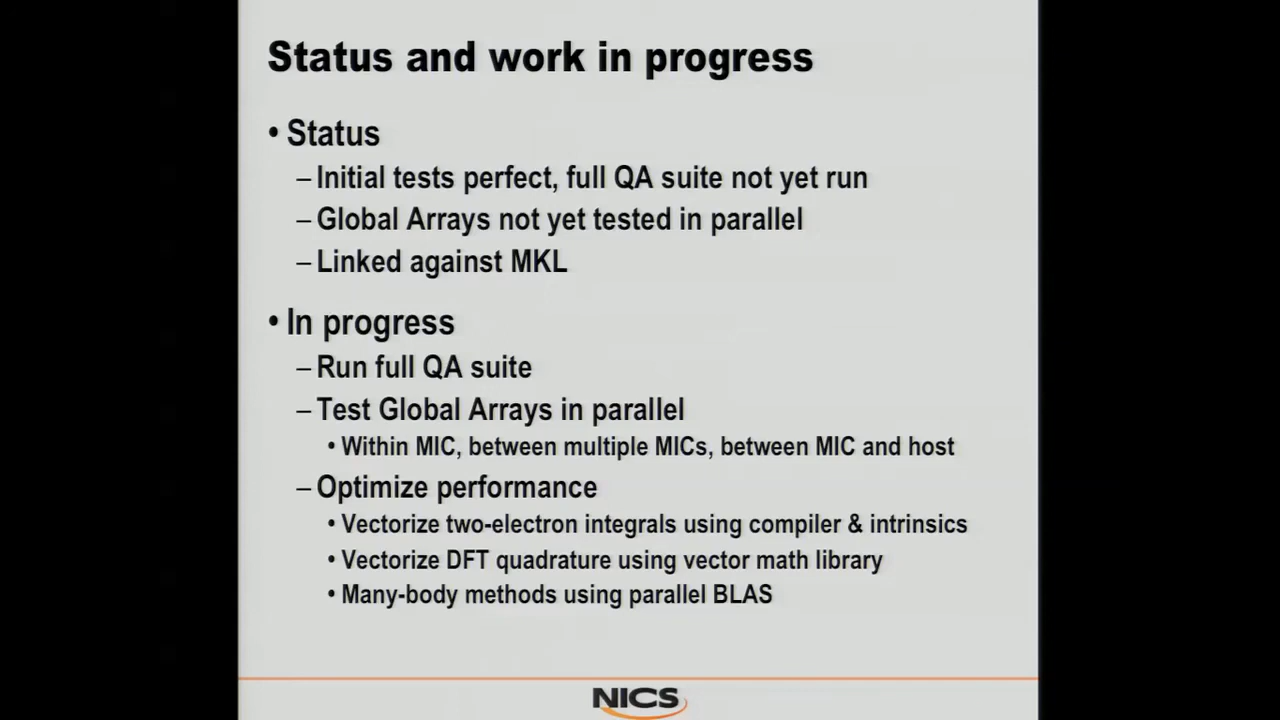 Status and work in progress
• Status
– Initial tests perfect, full QA suite not yet run
– Global Arrays not yet tested in parallel
– Linked against MKL
• In progress
– Run full QA suite
– Test Global Arrays in parallel
• Within MIC, between multiple MICs, between MIC and host
– Optimize performance
• Vectorize two-electron integrals using compiler & intrinsics
• Vectorize DFT quadrature using vector math library
• Many-body methods using parallel BLAS
NICS